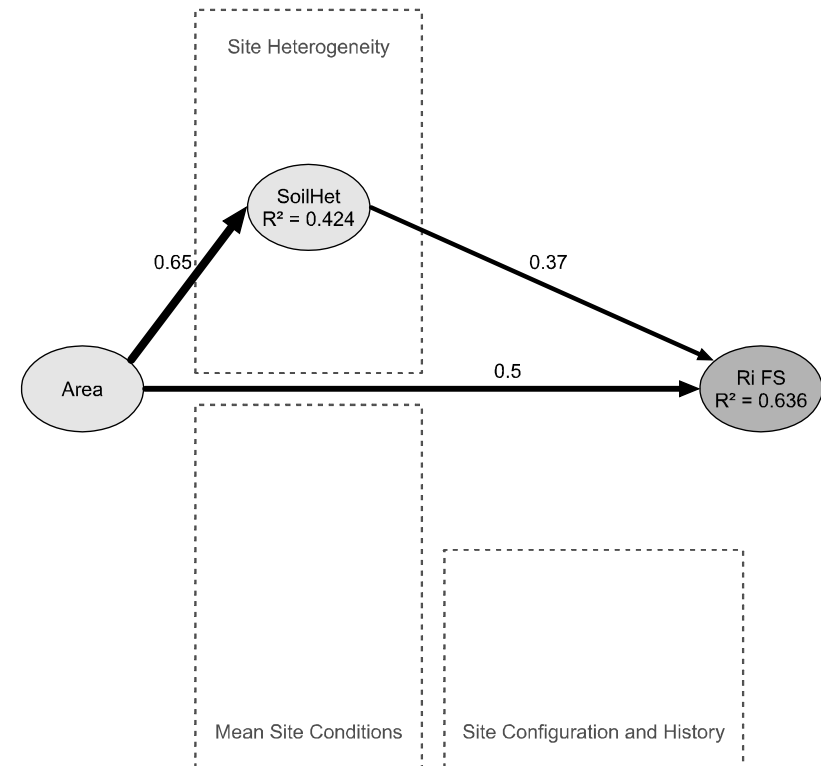 Site Heterogeneity
SoilHet
R² = 0.424
0.65
0.37
0.5
Area
Ri FS
R² = 0.636
Mean Site Conditions
Site Configuration and History